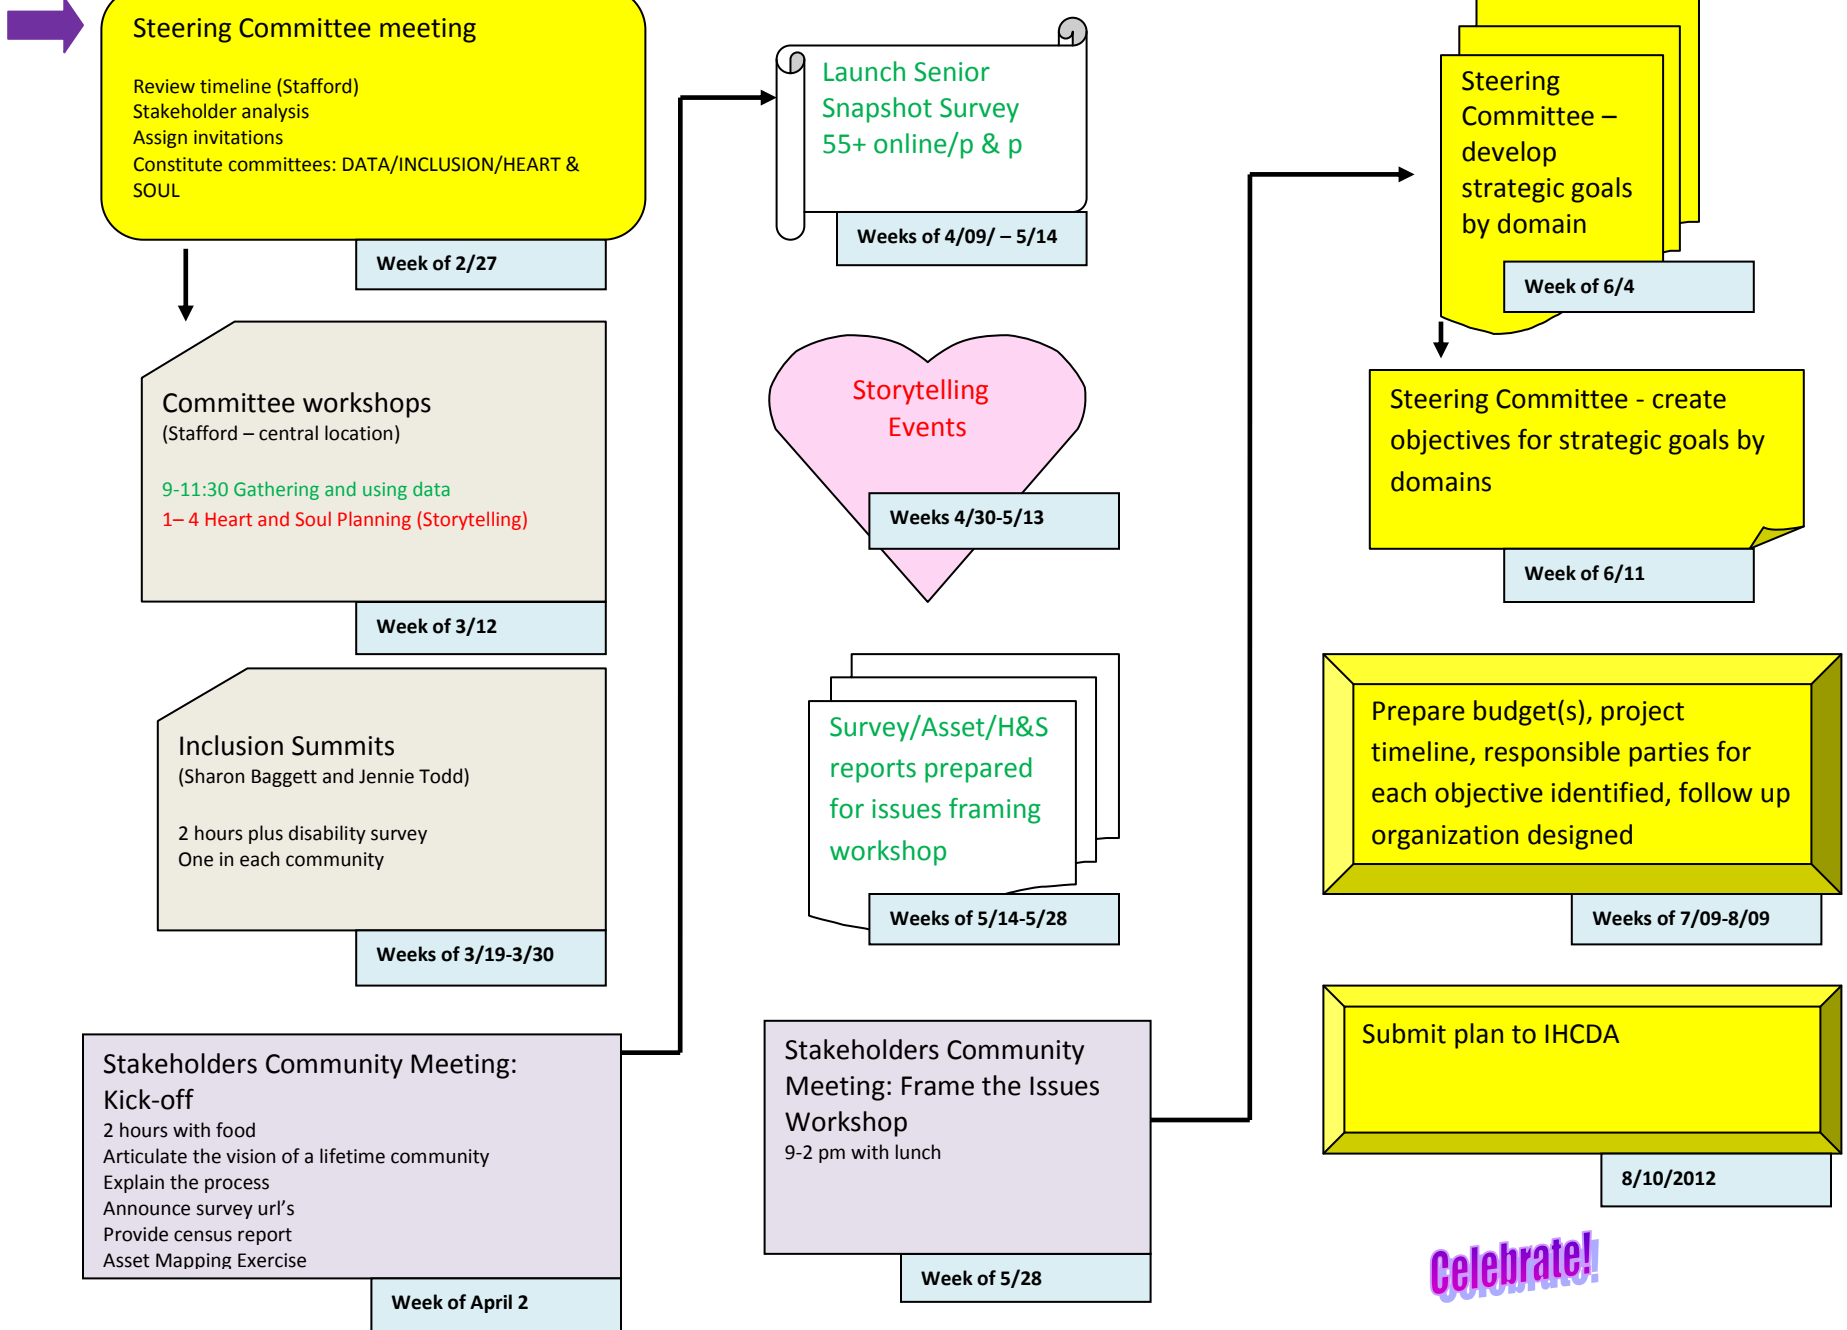 Steering Committee meeting
Review timeline (Stafford)
Stakeholder analysis
Assign invitations
Constitute committees: DATA/INCLUSION/HEART &
SOUL
Week of 2/27
Committee workshops
(Stafford – central location)
9-11:30 Gathering and using data
1– 4 Heart and Soul Planning (Storytelling)
Week of 3/12
Inclusion Summits
(Sharon Baggett and Jennie Todd)
2 hours plus disability survey
One in each community
Weeks of 3/19-3/30
Stakeholders Community Meeting:
Kick-off
2 hours with food
Articulate the vision of a lifetime community
Explain the process
Announce survey url’s
Provide census report
Asset Mapping Exercise
Week of April 2
Launch Senior
Snapshot Survey
55+ online/p & p
Weeks of 4/09/ – 5/14
Storytelling
Events
Weeks 4/30-5/13
Survey/Asset/H&S
reports prepared
for issues framing
workshop
Weeks of 5/14-5/28
Stakeholders Community
Meeting: Frame the Issues
Workshop
9-2 pm with lunch
Week of 5/28
Steering
Committee –
develop
strategic goals
by domain
Week of 6/4
Steering Committee - create
objectives for strategic goals by
domains
Week of 6/11
Prepare budget(s), project
timeline, responsible parties for
each objective identified, follow up
organization designed
Weeks of 7/09-8/09
Submit plan to IHCDA
8/10/2012
Celebrate!